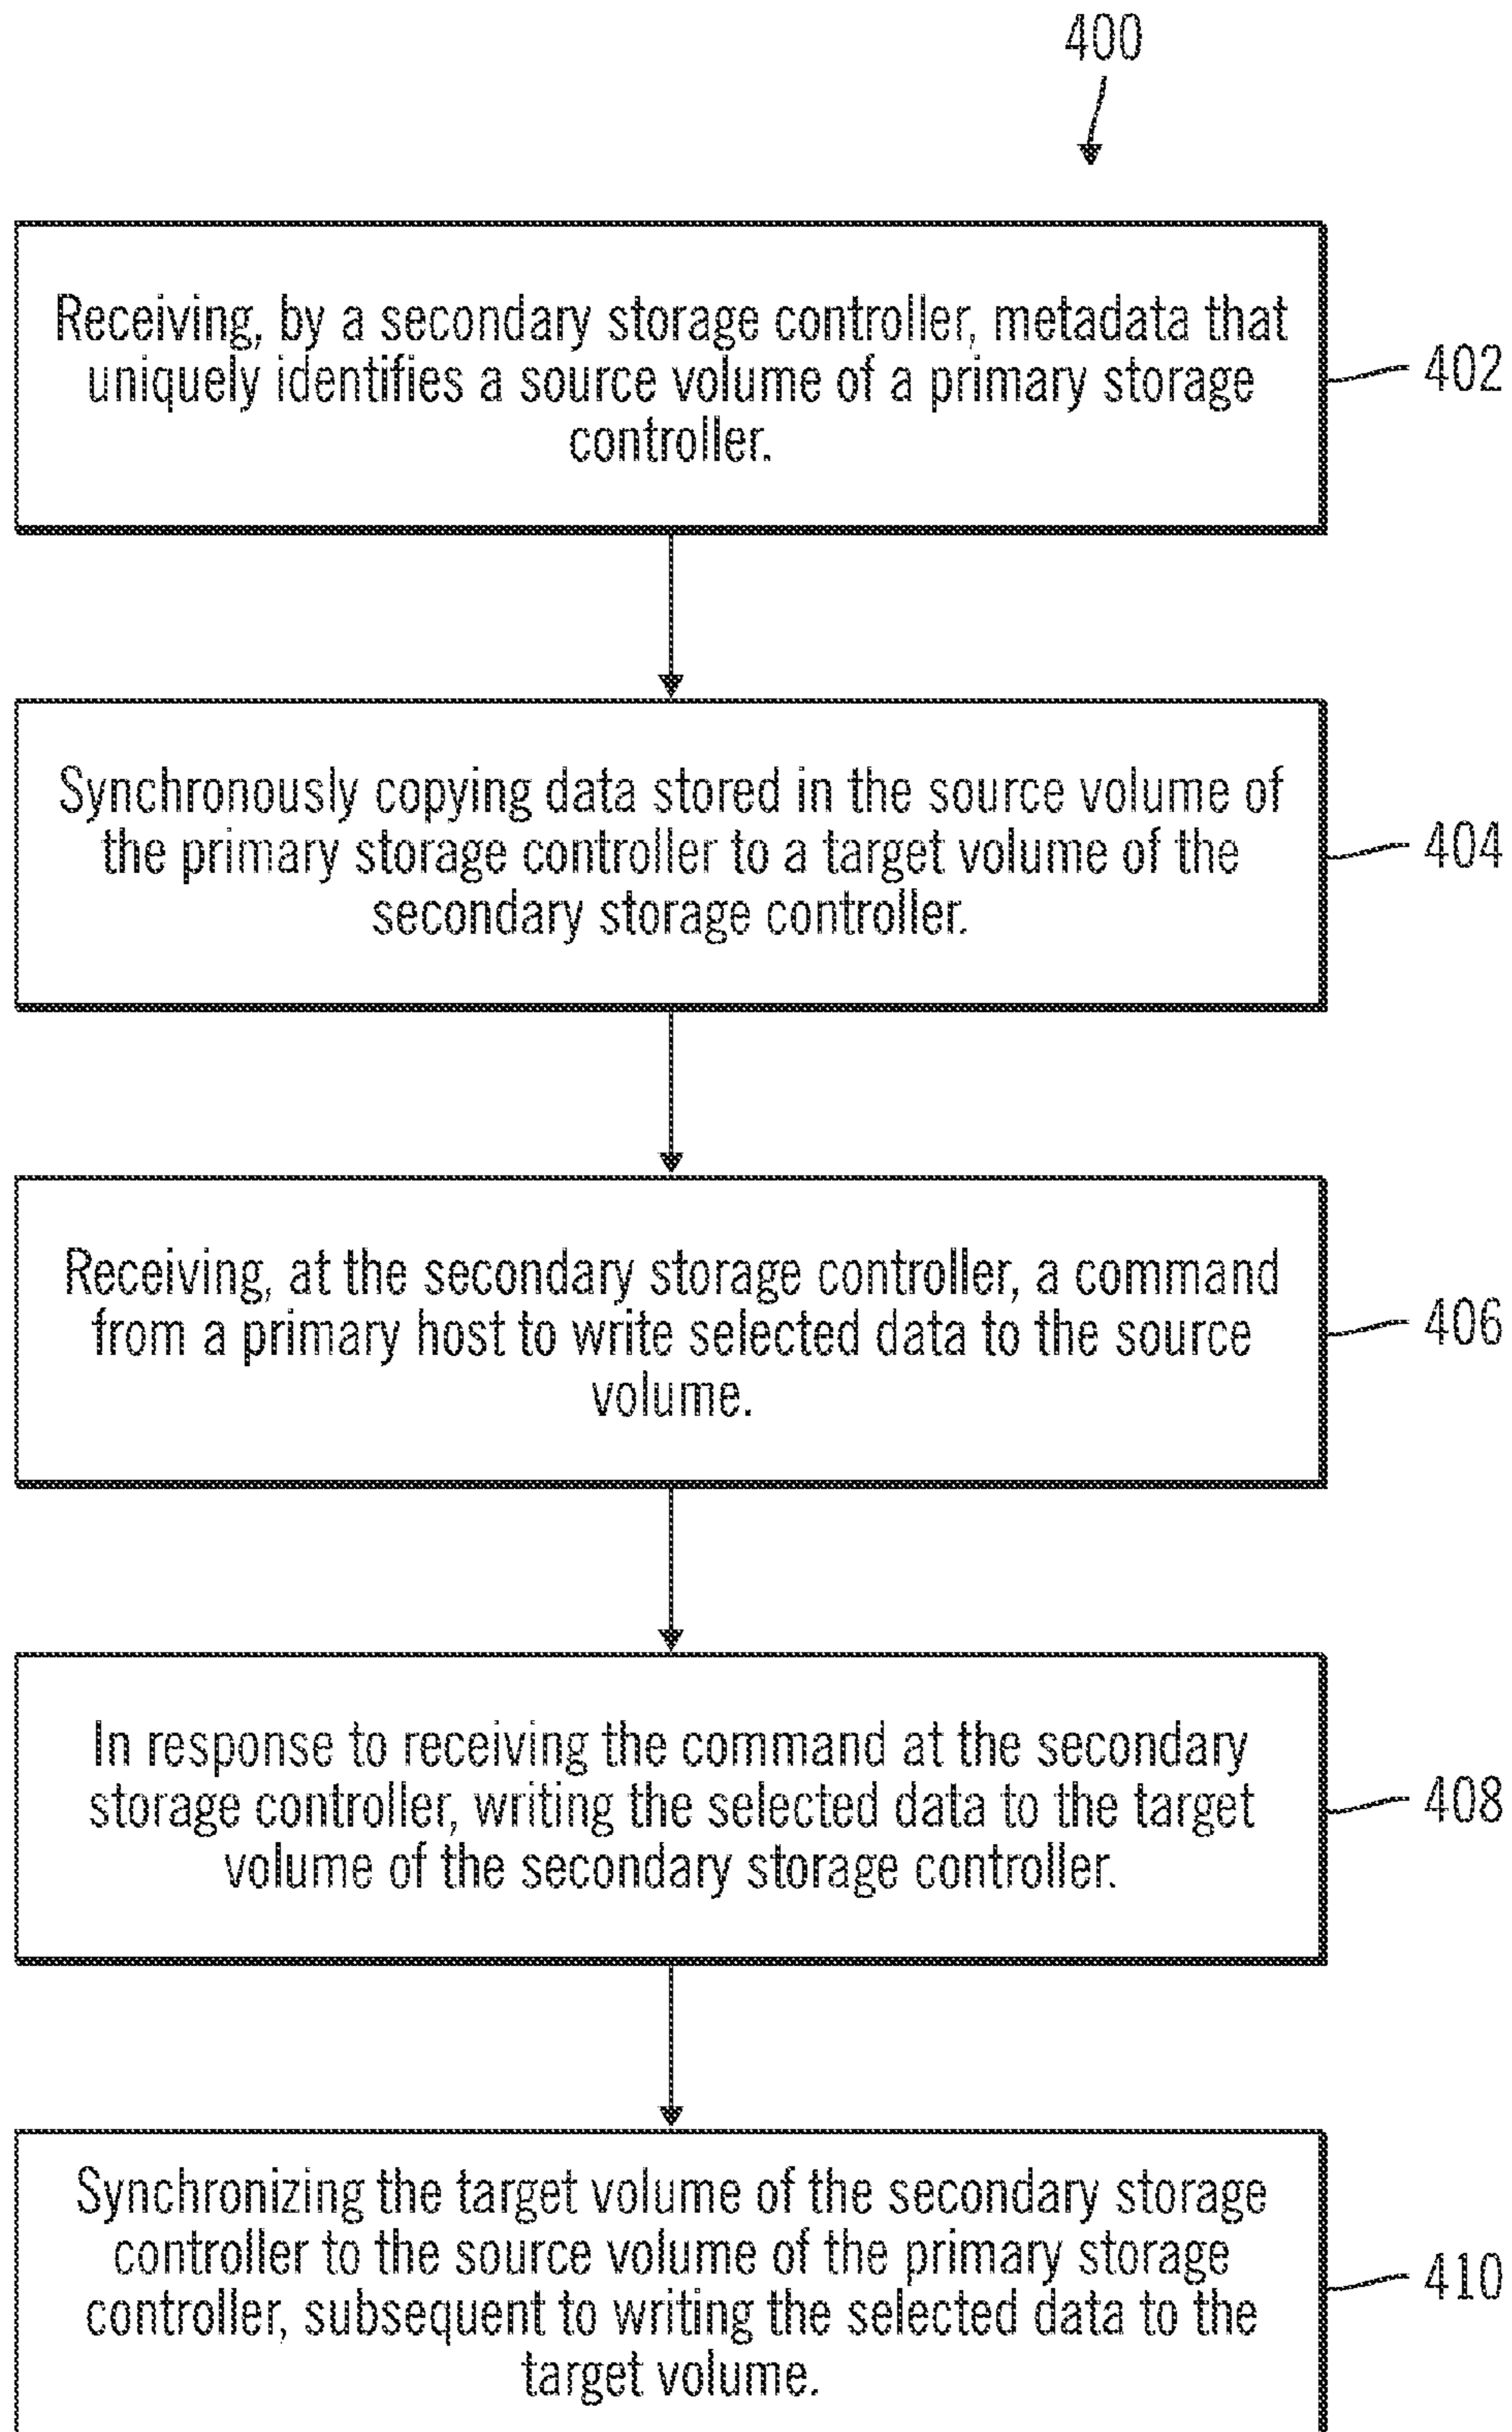 400
Receiving, by a secondary storage controller, metadata that
uniquely identifies a source volume of a primary storage
controller.
402
Synchronously copying data stored in the source volume of
the primary storage controller to a target volume of the
secondary storage controller.
404
Receiving, at the secondary storage controller, a command
from a primary host to write selected data to the source
volume.
406
In response to receiving the command at the secondary
storage controller, writing the selected data to the target
volume of the secondary storage controller.
408
Synchronizing the target volume of the secondary storage
controller to the source volume of the primary storage
controller, subsequent to writing the selected data to the
target volume.
410